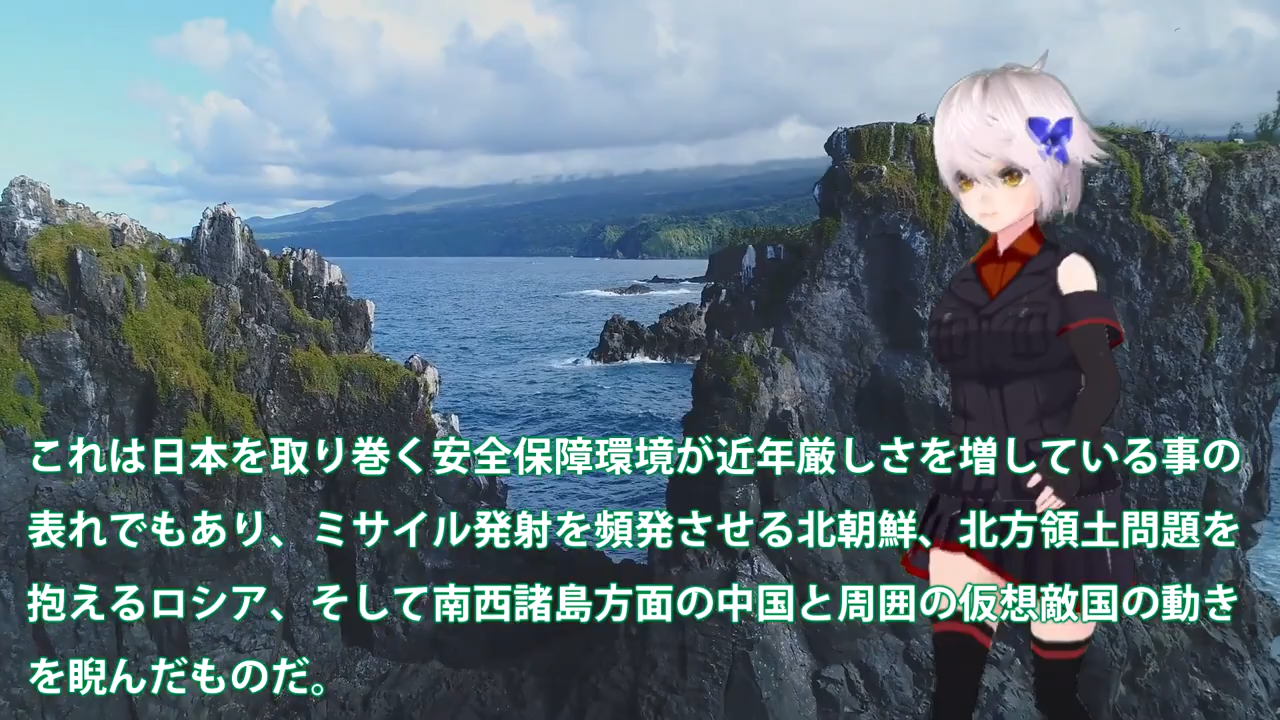 これは日本を取り巻く安全保障環境が近年厳しさを増している事の
表れでもあり、ミサイル発射を頻発させる北朝鮮、北方領土問題を
抱えるロシア、そして南西諸島方面の中国と周囲の仮想敵国の動き
を睨んだものだ。